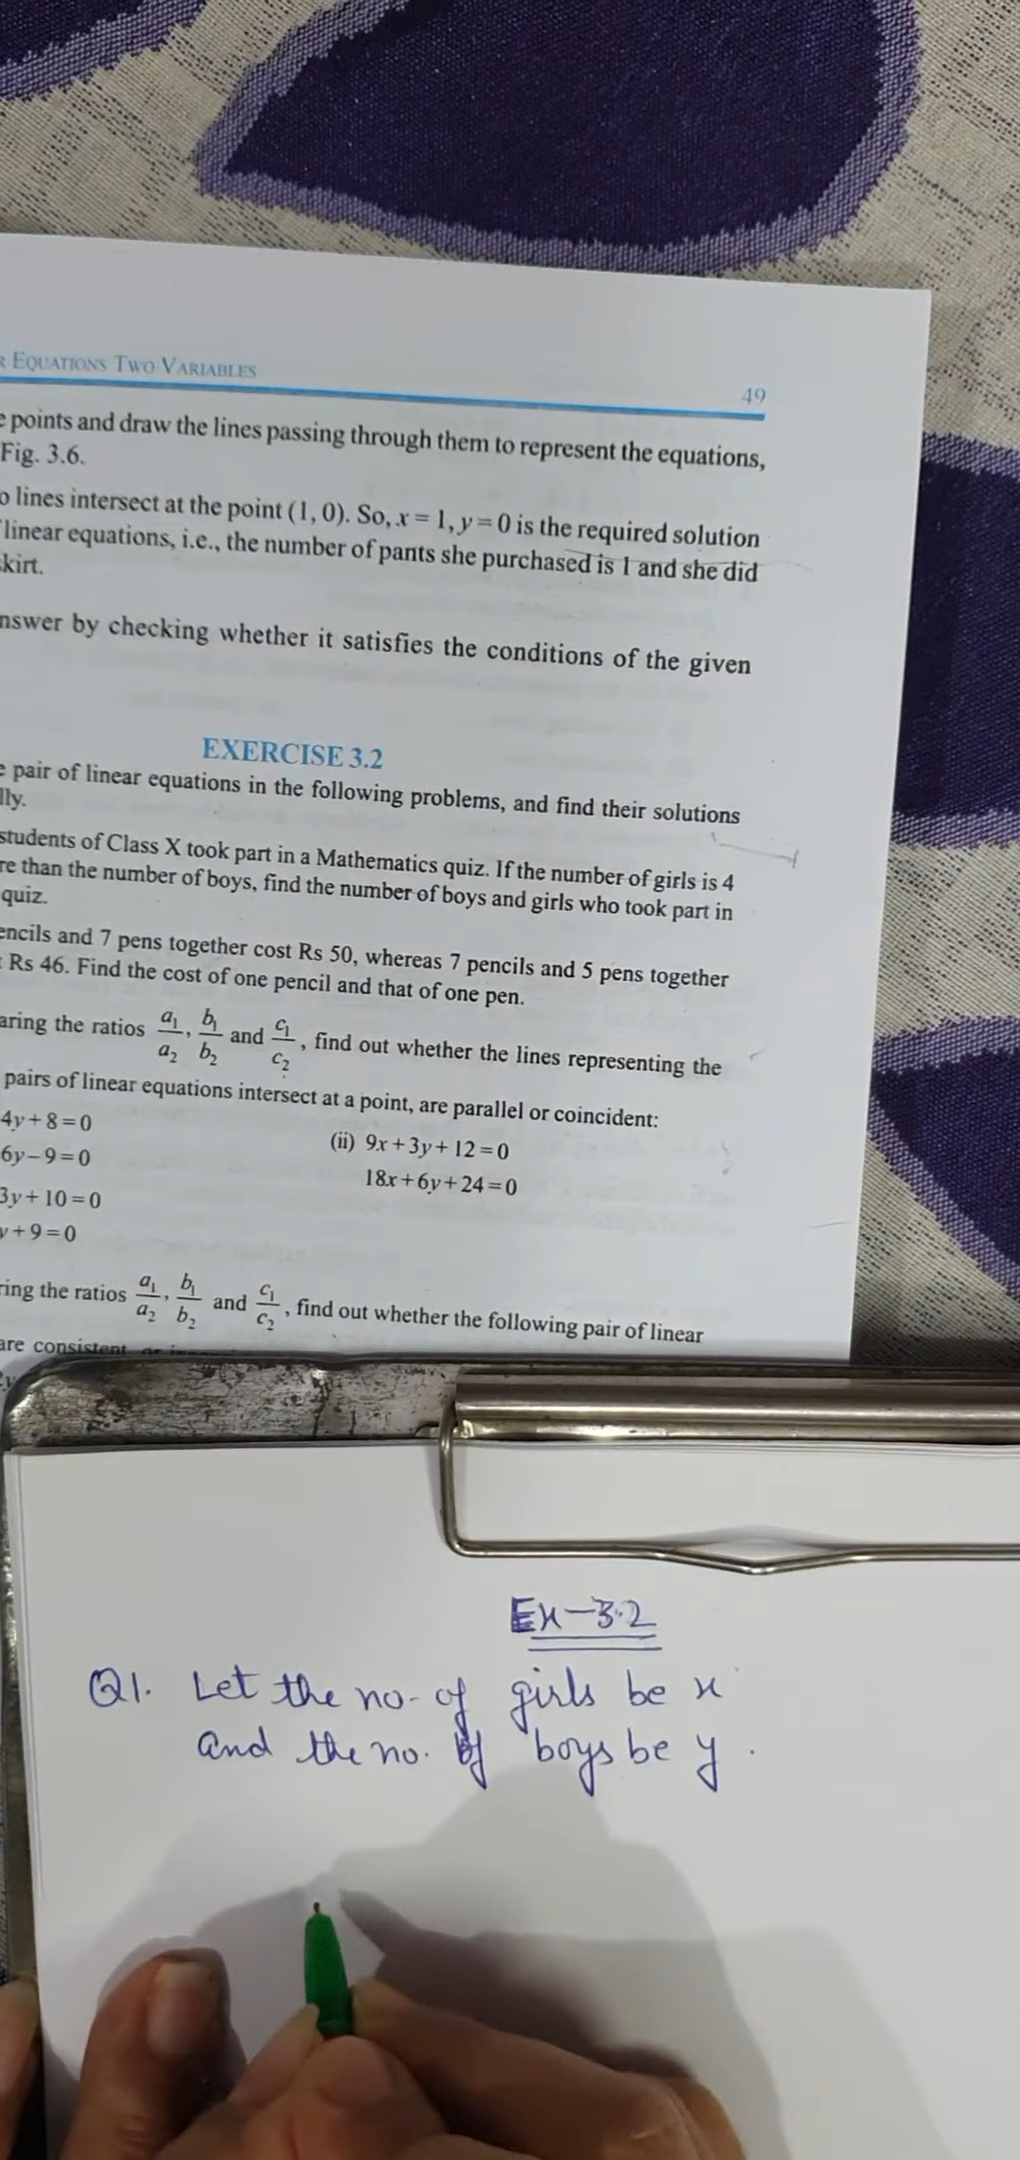 EQUATIONS TWO VARIABLES
49
points and draw the lines passing through them to represent the equations,
Fig. 3.6.
lines intersect at the point (1, 0). So, x = 1, y = 0 is the required solution
linear equations, i.e., the number of pants she purchased is 1 and she did
kirt.
nswer by checking whether it satisfies the conditions of the given
EXERCISE 3.2
pair of linear equations in the following problems, and find their solutions
lly.
students of Class X took part in a Mathematics quiz. If the number of girls is 4
re than the number of boys, find the number of boys and girls who took part in
quiz.
encils and 7 pens together cost Rs 50, whereas 7 pencils and 5 pens together
Rs 46. Find the cost of one pencil and that of one pen.
aring the ratios a₁/a₂, b₁/b₂ and c₁/c₂, find out whether the lines representing the
pairs of linear equations intersect at a point, are parallel or coincident:
4y + 8 = 0
(ii) 9x + 3y + 12 = 0
6y – 9 = 0
18x + 6y + 24 = 0
3y + 10 = 0
y + 9 = 0
ring the ratios a₁/a₂, b₁/b₂ and c₁/c₂, find out whether the following pair of linear
are consistent
Ex-3.2
Q1. Let the no. of girls be x
and the no. of boys be y.